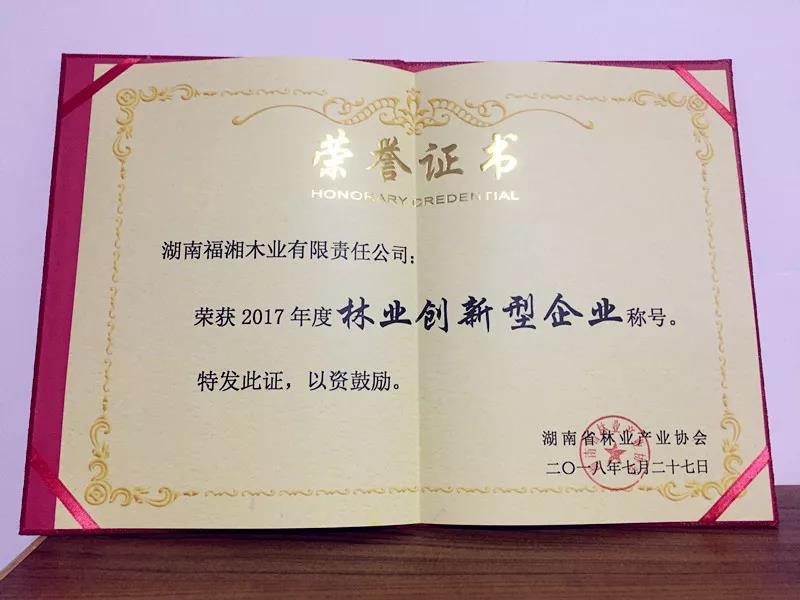 荣誉证书
HONORARY CREDENTIAL
湖南福湘木业有限责任公司:
荣获2017年度林业创新型企业称号。
特发此证，以资鼓励。
湖南省林业产业协会
二〇一八年七月二十七日